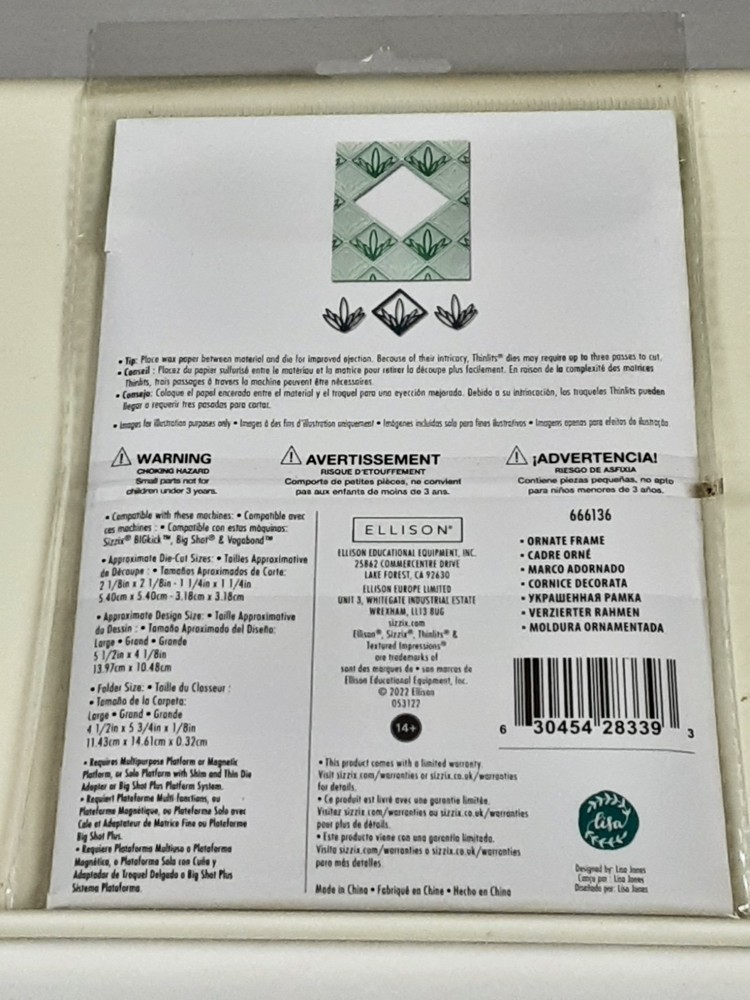 • Tip: Place wax paper between material and die for improved ejection. Because of their intricacy, Thinlits® dies may require up to three passes to cut.
• Conseil : Placez du papier sulfurisé entre le matériau et la matrice pour retirer la découpe plus facilement. En raison de la complexité des matrices
Thinlits, trois passages à travers la machine peuvent être nécessaires.
• Consejo: Coloque el papel encerado entre el material y el troquel para una eyección mejorada. Debido a su intrincación, los troqueles Thinlits pueden
llegar a requerir tres pasadas para cortar.
• Images for illustration purposes only • Images à des fins d'illustration uniquement • Imágenes incluidas solo para fines ilustrativos • Imagens apenas para efeitos de ilustração
WARNING
CHOKING HAZARD
Small parts not for
children under 3 years.
AVERTISSEMENT
RISQUE D'ETOUFFEMENT
Comporte de petites pièces, ne convient
pas aux enfants de moins de 3 ans.
¡ADVERTENCIA!
RIESGO DE ASFIXIA
Contiene piezas pequeñas, no apto
para niños menores de 3 años.
• Compatible with these machines: • Compatible avec
ces machines : • Compatible con estas máquinas:
Sizzix® BIGkick™, Big Shot® & Vagabond™
• Approximate Die-Cut Sizes: • Tailles Approximative
de Découpe : • Tamaños Aproximados de Corte:
2 1/8in x 2 1/8in - 1 1/4in x 1 1/4in
5.40cm x 5.40cm - 3.18cm x 3.18cm
• Approximate Design Size: • Taille Approximative
du Dessin : • Tamaño Aproximado del Diseño:
Large • Grand • Grande
5 1/2in x 4 1/8in
13.97cm x 10.48cm
• Folder Size: • Taille du Classeur :
• Tamaño de la Carpeta:
Large • Grand • Grande
4 1/2in x 5 3/4in x 1/8in
11.43cm x 14.61cm x 0.32cm
• Requires Multipurpose Platform or Magnetic
Platform, or Solo Platform with Shim and Thin Die
Adapter or Big Shot Plus Platform System.
• Requiert Plateforme Multi-fonctions, ou
Plateforme Magnétique, ou Plateforme Solo avec
Cale et Adaptateur de Matrice Fine ou Plateforme
Big Shot Plus.
• Requiere Plataforma Multiuso o Plataforma
Magnética, o Plataforma Solo con Cuña y
Adaptador de Troquel Delgado o Big Shot Plus
Sistema Plataforma.
ELLISON®
ELLISON EDUCATIONAL EQUIPMENT, INC.
25862 COMMERCENTRE DRIVE
LAKE FOREST, CA 92630
ELLISON EUROPE LIMITED
UNIT 3, WHITEGATE INDUSTRIAL ESTATE
WREXHAM, LL13 8UG
sizzix.com
Ellison®, Sizzix®, Thinlits® &
Textured Impressions®
are trademarks of
sont des marques de • son marcas de
Ellison Educational Equipment, Inc.
© 2022 Ellison
053122
14+
• This product comes with a limited warranty.
Visit sizzix.com/warranties or sizzix.co.uk/warranties
for details.
• Ce produit est livré avec une garantie limitée.
Visitez sizzix.com/warranties ou sizzix.co.uk/warranties
pour plus de détails.
• Este producto viene con una garantía limitada.
Visita sizzix.com/warranties o sizzix.co.uk/warranties
para más detalles.
Made in China • Fabriqué en Chine • Hecho en China
666136
• ORNATE FRAME
• CADRE ORNÉ
• MARCO ADORNADO
• CORNICE DECORATA
• УКРАШЕННАЯ РАМКА
• VERZIERTER RAHMEN
• MOLDURA ORNAMENTADA
6 30454 28339 3
lisa
Designed by: Lisa Jones
Conçu par : Lisa Jones
Diseñado por: Lisa Jones